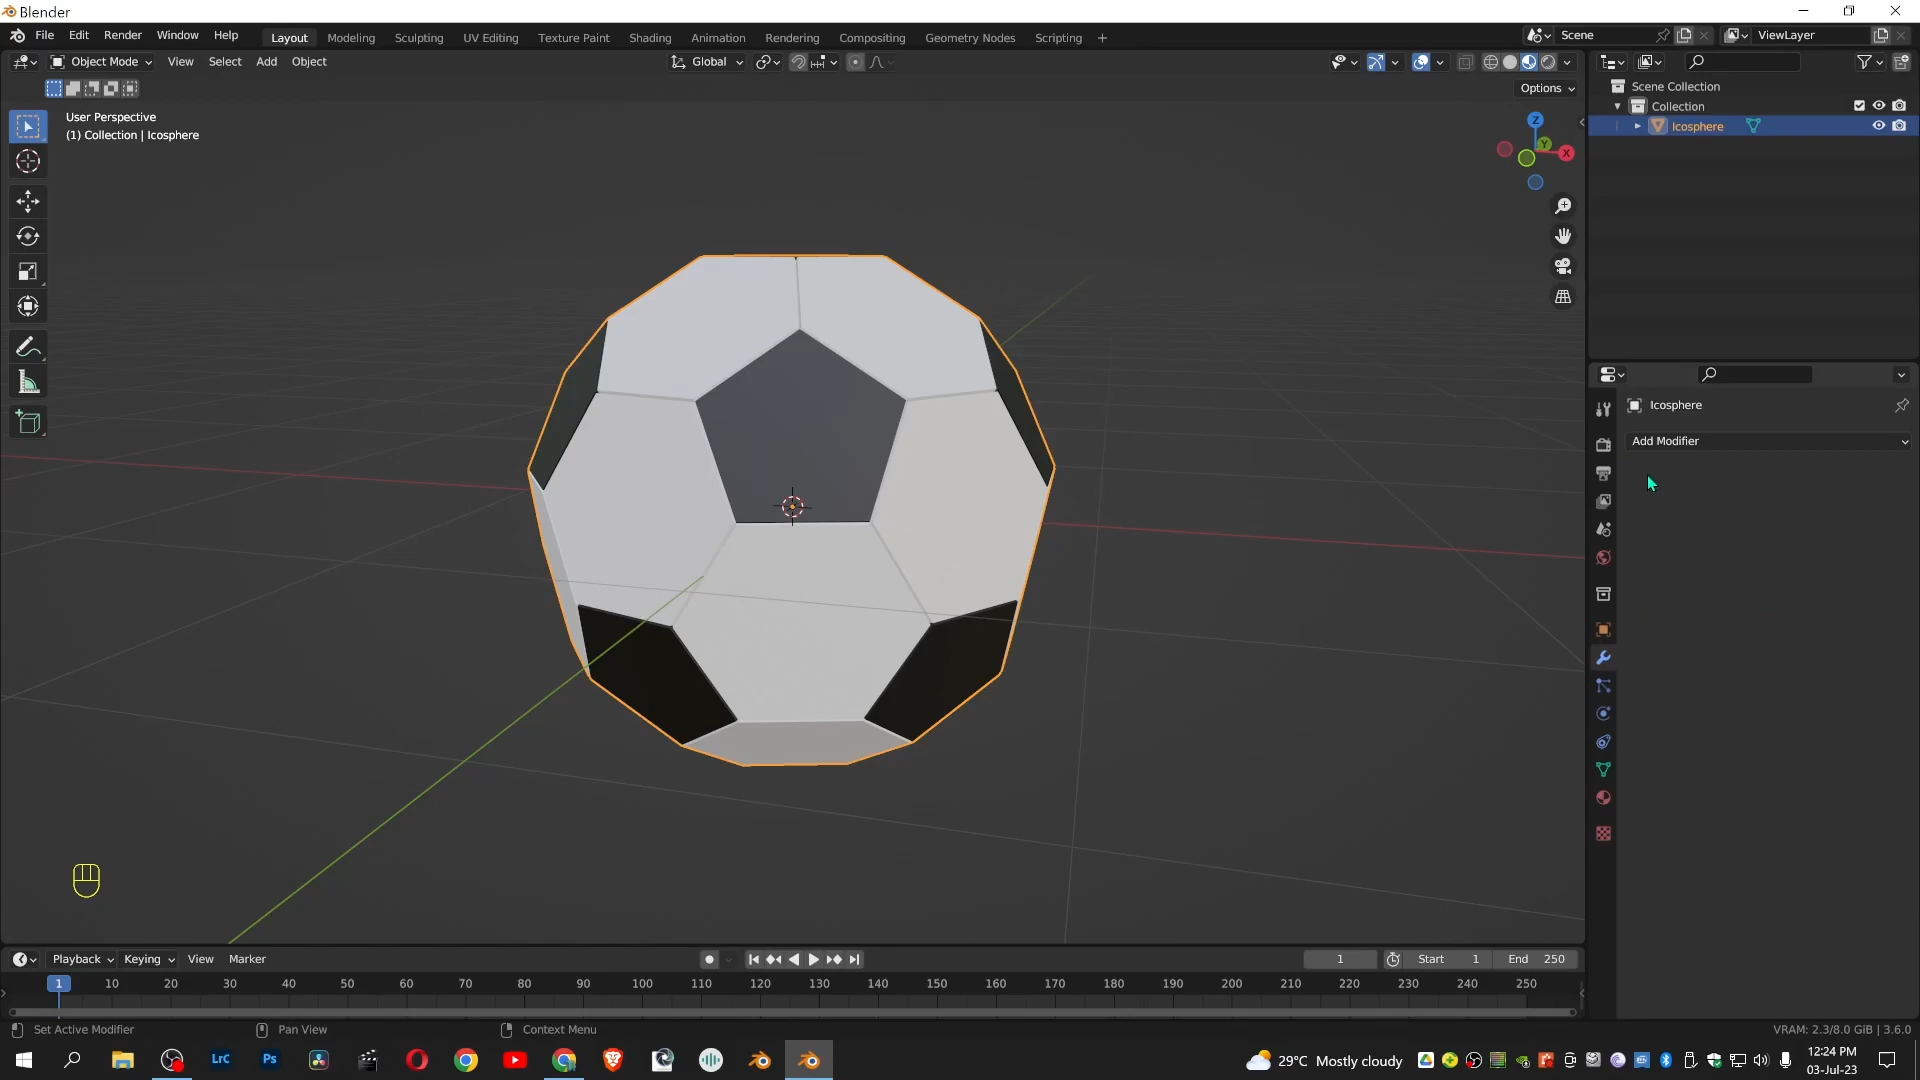 Blender
File Edit Render Window Help
Layout Modeling Sculpting UV Editing Texture Paint Shading Animation Rendering Compositing Geometry Nodes Scripting +
Scene
ViewLayer
Object Mode View Select Add Object
Global
Options
User Perspective
(1) Collection | Icosphere
Z
Y
X
Scene Collection
Collection
Icosphere
Icosphere
Add Modifier
Playback Keying View Marker
1
Start 1
End 250
1 10 20 30 40 50 60 70 80 90 100 110 120 130 140 150 160 170 180 190 200 210 220 230 240 250
Set Active Modifier
Pan View
Context Menu
VRAM: 2.3/8.0 GiB | 3.6.0
LrC
Ps
29°C Mostly cloudy
12:24 PM
03-Jul-23